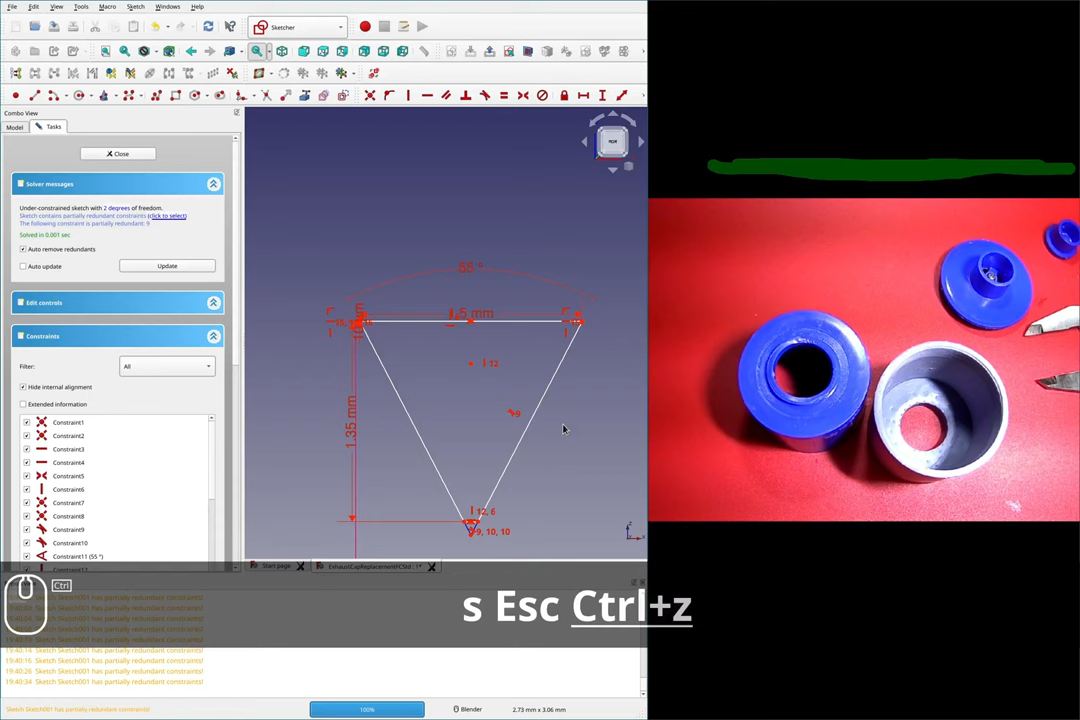 File Edit View Tools Macro Sketch Windows Help
Sketcher
Combo View
Model Tasks
Close
Solver messages
Under-constrained sketch with 2 degrees of freedom.
Sketch contains partially redundant constraints (click to select)
The following constraint is partially redundant: 9
Solved in 0.001 sec
Auto remove redundants
Auto update
Update
Edit controls
Constraints
Filter:
All
Hide internal alignment
Extended information
Constraint1
Constraint2
Constraint3
Constraint4
Constraint5
Constraint6
Constraint7
Constraint8
Constraint9
Constraint10
Constraint11 (55 °)
55 °
1.5 mm
12
9
1.35 mm
12, 6
9, 10, 10
Start page
ExhaustCapReplacementFCStd : 1*
Ctrl
s Esc Ctrl+z
19:40:14 Sketch Sketch001 has partially redundant constraints!
19:40:16 Sketch Sketch001 has partially redundant constraints!
19:40:26 Sketch Sketch001 has partially redundant constraints!
19:40:34 Sketch Sketch001 has partially redundant constraints!
Sketch Sketch001 has partially redundant constraints!
100%
Blender
2.73 mm x 3.06 mm